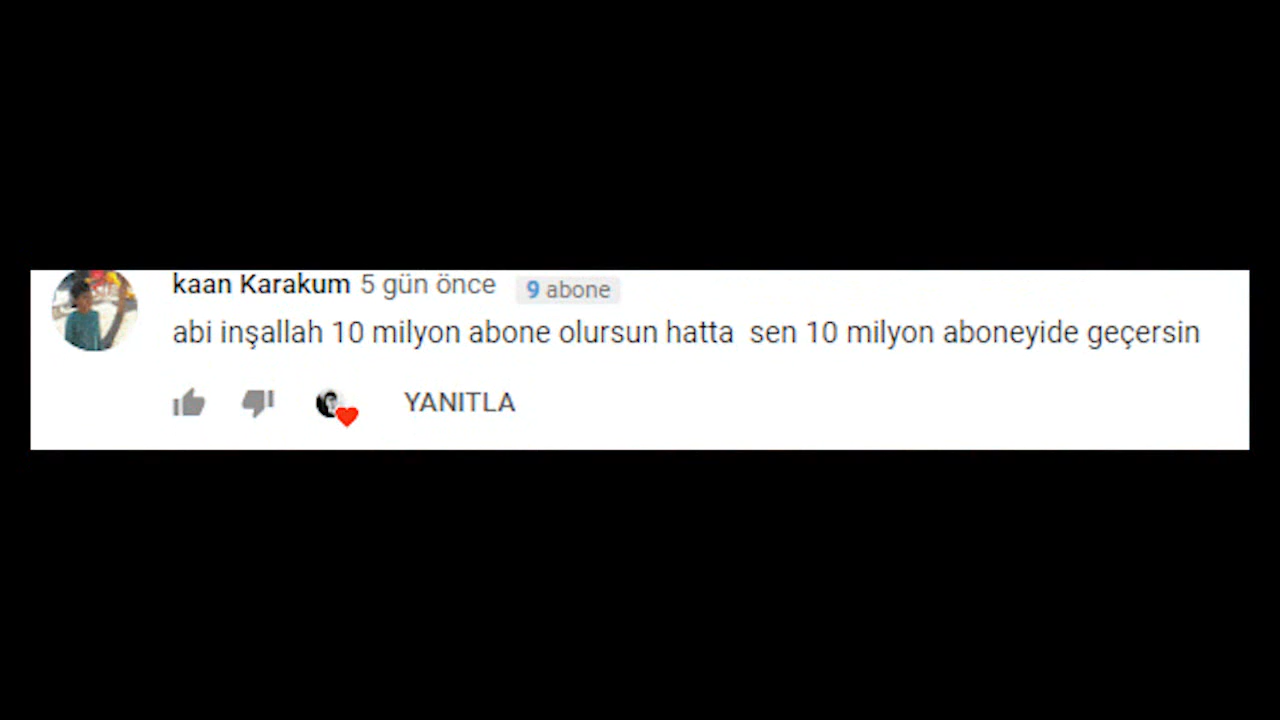 kaan Karakum 5 gün önce 9 abone
abi inşallah 10 milyon abone olursun hatta  sen 10 milyon aboneyide geçersin
YANITLA